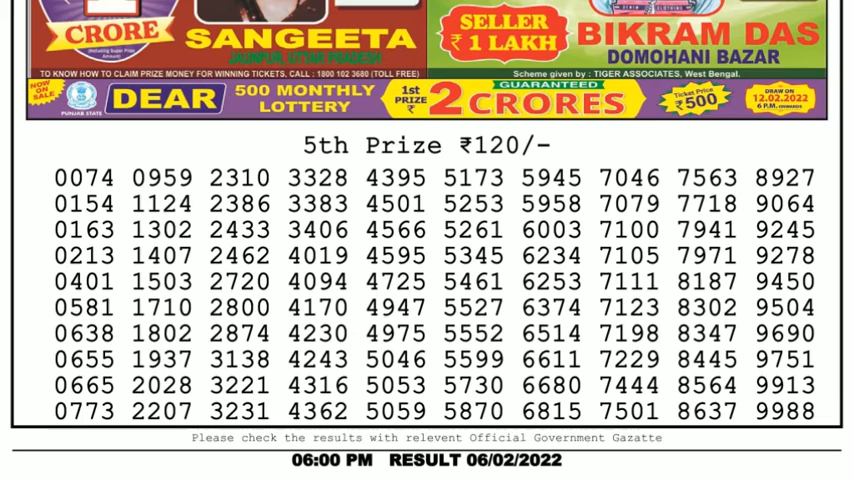 1
CRORE
(Including Super Prize Amount)
SANGEETA
JAUNPUR, UTTAR PRADESH
TO KNOW HOW TO CLAIM PRIZE MONEY FOR WINNING TICKETS, CALL : 1800 102 3680 (TOLL FREE)
SELLER
₹ 1 LAKH
BIKRAM DAS
DOMOHANI BAZAR
Scheme given by : TIGER ASSOCIATES, West Bengal.
NOW ON SALE
PUNJAB STATE
DEAR
500 MONTHLY
LOTTERY
1st
PRIZE
₹
2
GUARANTEED
CRORES
Ticket Price
₹500
DRAW ON
12.02.2022
6 P.M. ONWARDS
5th Prize ₹120/-
0074 0959 2310 3328 4395 5173 5945 7046 7563 8927
0154 1124 2386 3383 4501 5253 5958 7079 7718 9064
0163 1302 2433 3406 4566 5261 6003 7100 7941 9245
0213 1407 2462 4019 4595 5345 6234 7105 7971 9278
0401 1503 2720 4094 4725 5461 6253 7111 8187 9450
0581 1710 2800 4170 4947 5527 6374 7123 8302 9504
0638 1802 2874 4230 4975 5552 6514 7198 8347 9690
0655 1937 3138 4243 5046 5599 6611 7229 8445 9751
0665 2028 3221 4316 5053 5730 6680 7444 8564 9913
0773 2207 3231 4362 5059 5870 6815 7501 8637 9988
Please check the results with relevent Official Government Gazatte
06:00 PM RESULT 06/02/2022